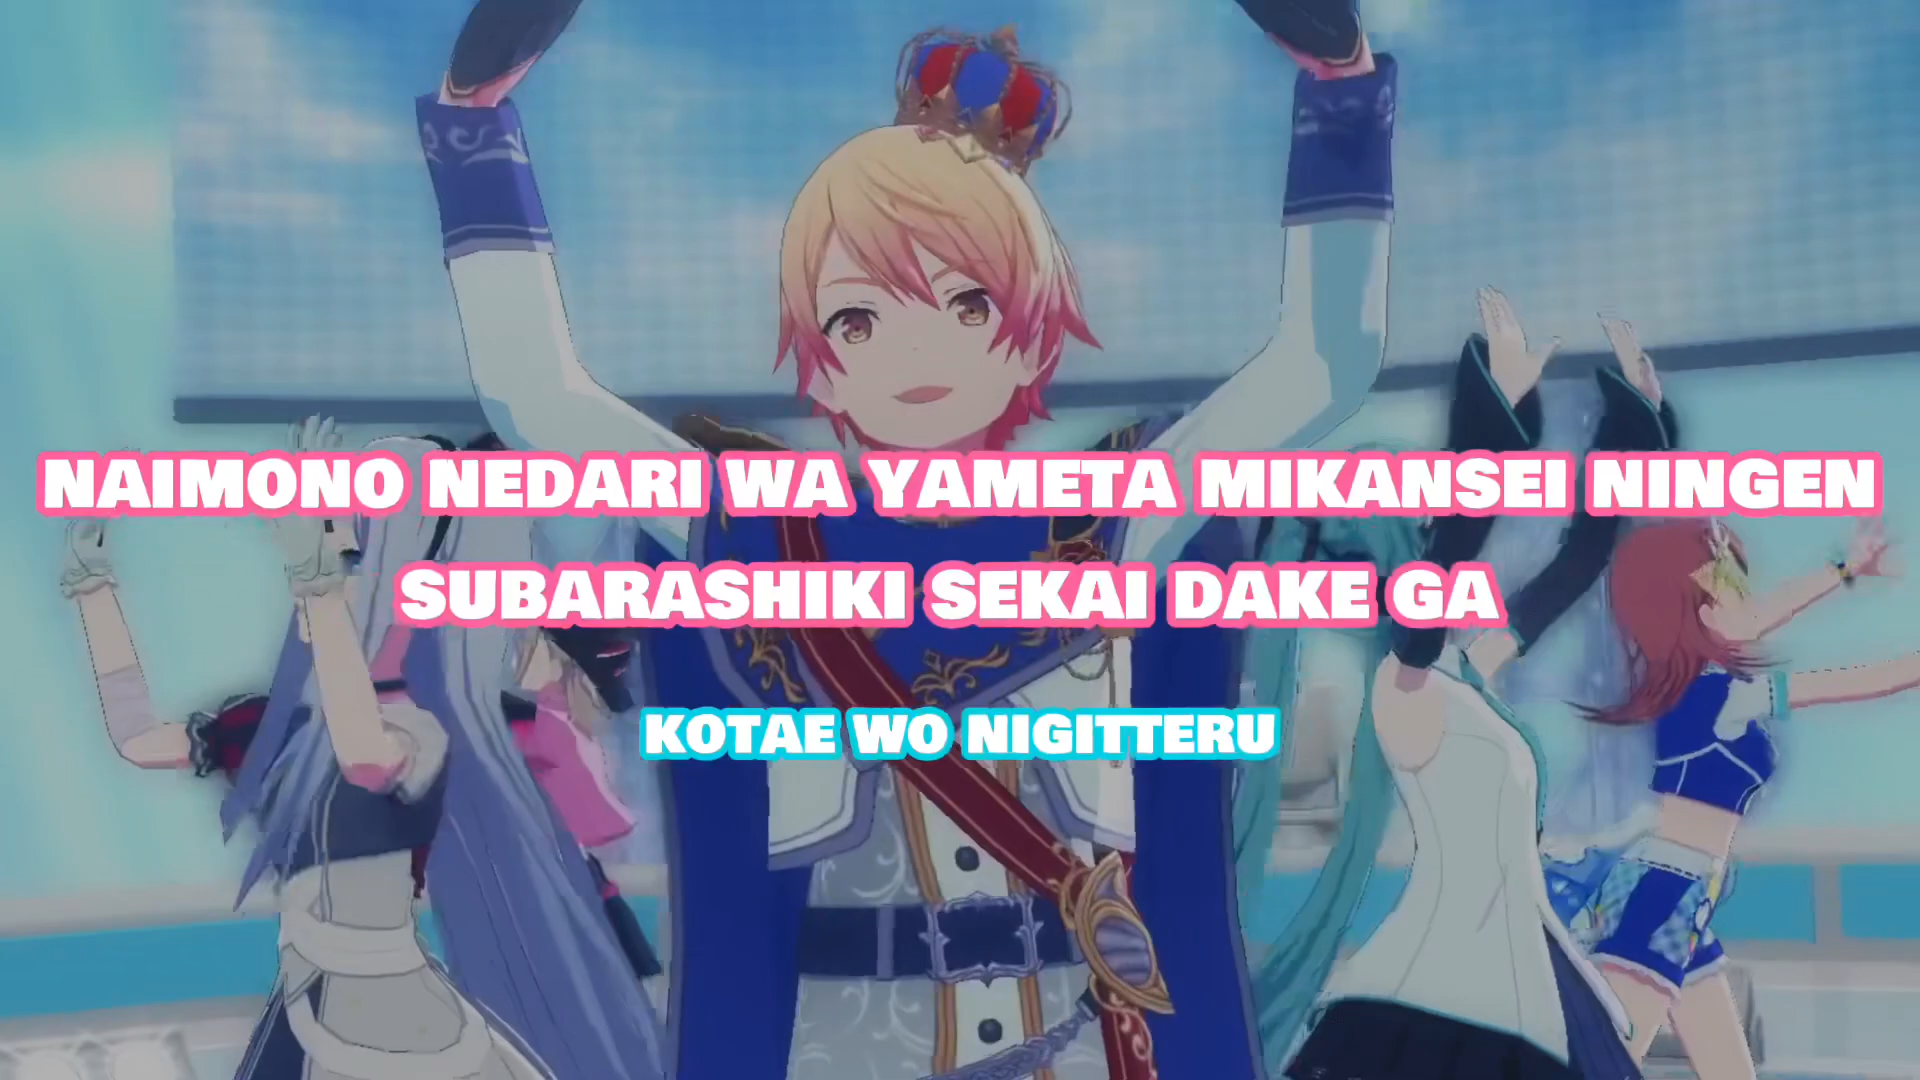 NAIMONO NEDARI WA YAMETA MIKANSEI NINGEN
SUBARASHIKI SEKAI DAKE GA
KOTAE WO NIGITTERU